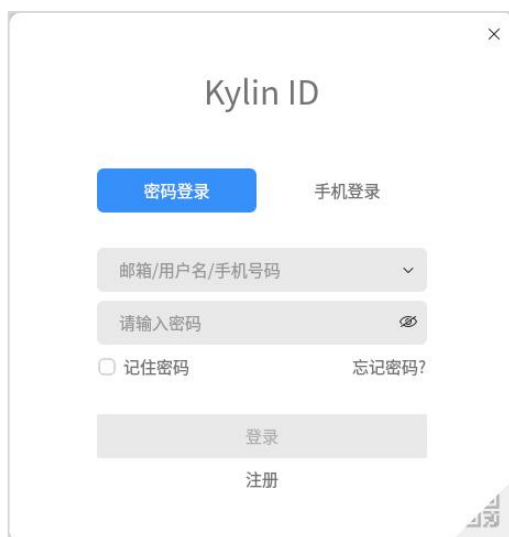 Kylin ID
密码登录 手机登录
邮箱/用户名/手机号码
请输入密码
记住密码 忘记密码?
登录
注册